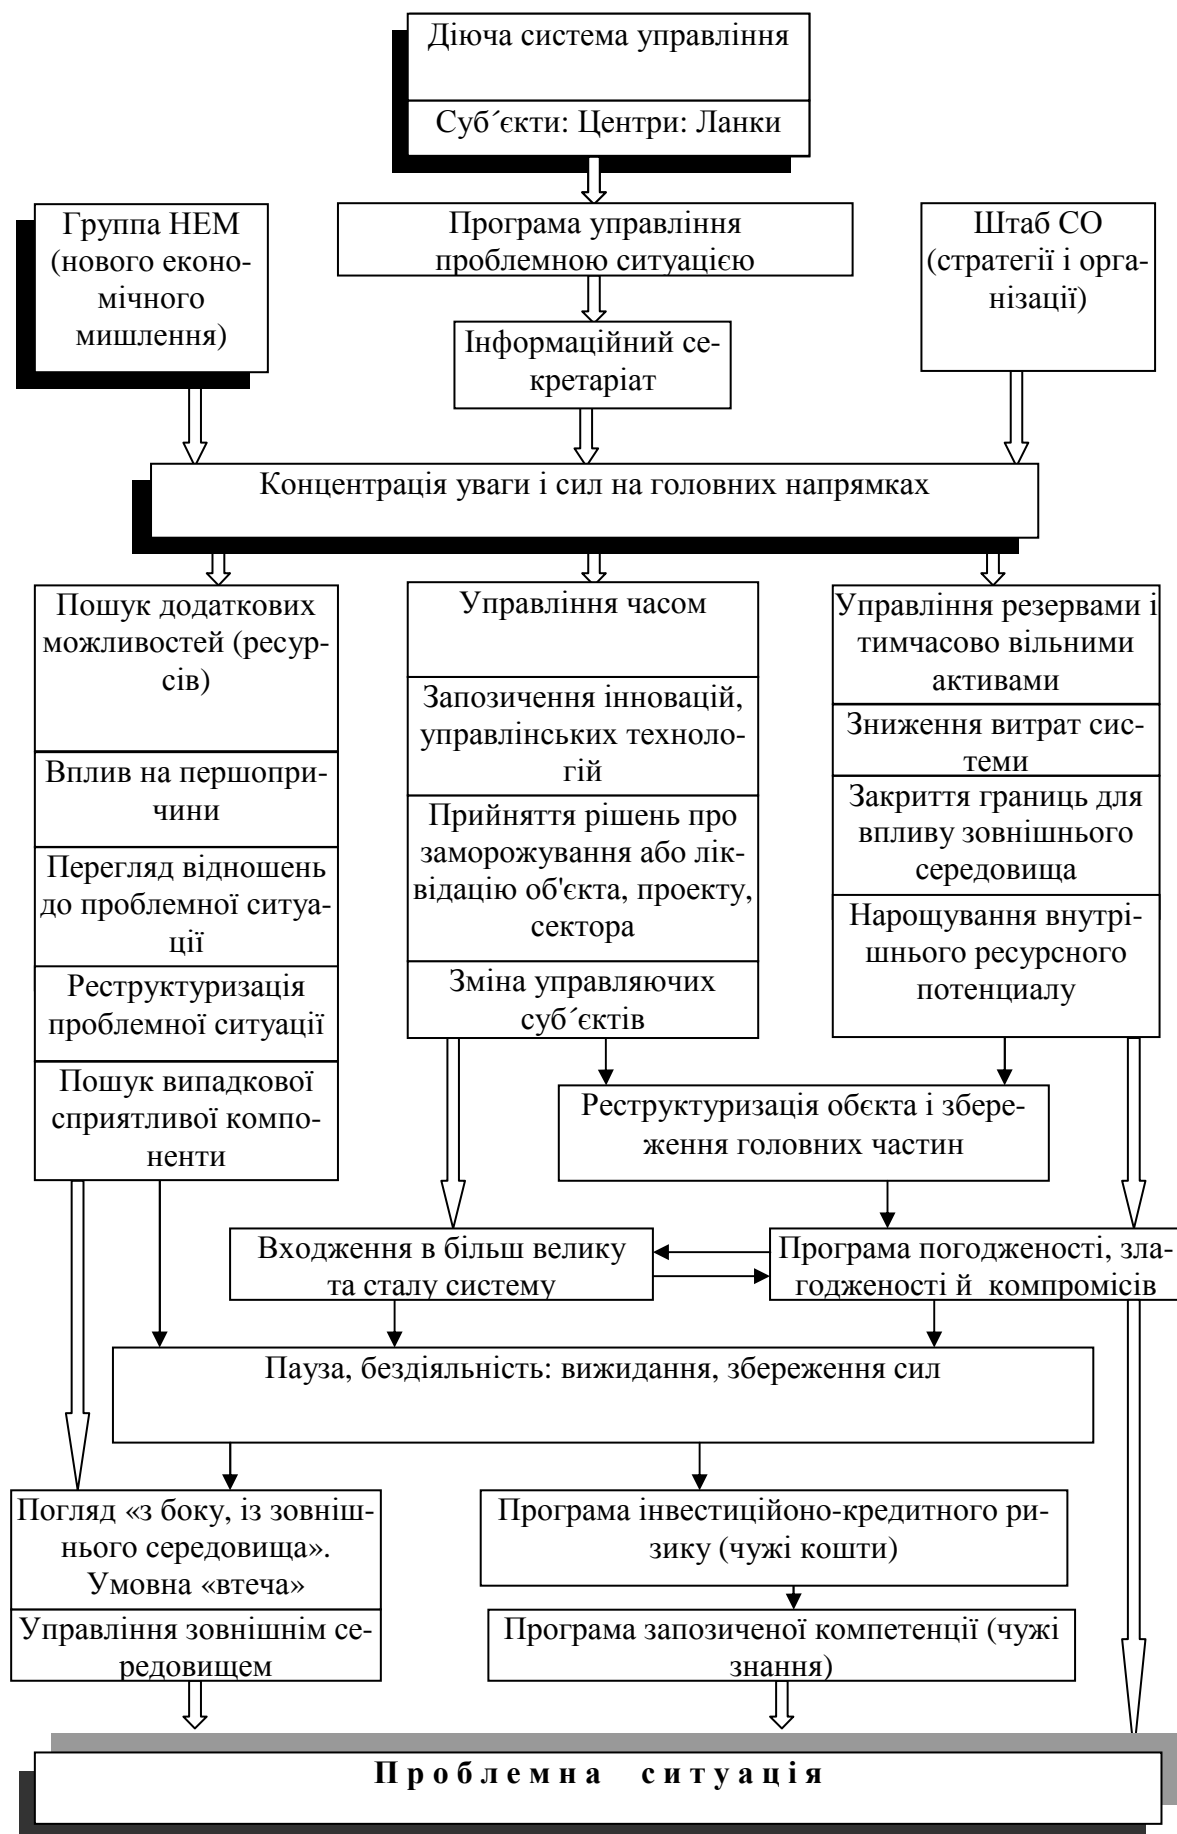 Діюча система управління
Суб´єкти: Центри: Ланки
Группа НЕМ
(нового еконо-
мічного
мишлення)
Програма управління
проблемною ситуацією
Штаб СО
(стратегії і орга-
нізації)
Інформаційний се-
кретаріат
Концентрація уваги і сил на головних напрямках
Пошук додаткових
можливостей (ресур-
сів)
Вплив на першопри-
чини
Перегляд відношень
до проблемної ситуа-
ції
Реструктуризація
проблемної ситуації
Пошук випадкової
сприятливої компо-
ненти
Управління часом
Запозичення інновацій,
управлінських техноло-
гій
Прийняття рішень про
заморожування або лік-
відацію об'єкта, проекту,
сектора
Зміна управляючих
суб´єктів
Управління резервами і
тимчасово вільними
активами
Зниження витрат сис-
теми
Закриття границь для
впливу зовнішнього
середовища
Нарощування внутрі-
шнього ресурсного
потенциалу
Реструктуризація обєкта і збере-
ження головних частин
Входження в більш велику
та сталу систему
Програма погодженості, зла-
годженості й компромісів
Пауза, бездіяльність: вижидання, збереження сил
Погляд «з боку, із зовніш-
нього середовища».
Умовна «втеча»
Управління зовнішнім се-
редовищем
Програма інвестиційоно-кредитного ри-
зику (чужі кошти)
Програма запозиченої компетенції (чужі
знання)
Проблемна ситуація